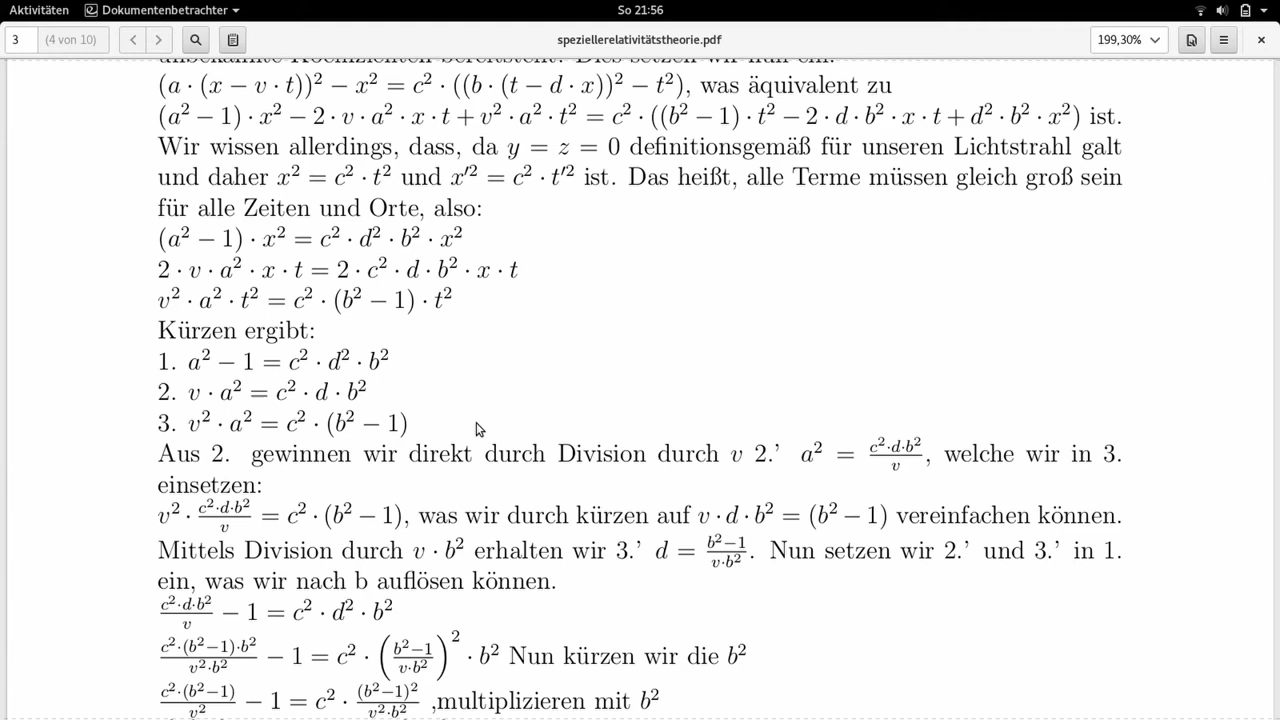 Aktivitäten Dokumentenbetrachter So 21:56
3 (4 von 10) speziellerelativitätstheorie.pdf 199,30%
unbekannte Koeffizienten bereitsteht. Dies setzen wir nun ein:
(a · (x − v · t))² − x² = c² · ((b · (t − d · x))² − t²), was äquivalent zu
(a² − 1) · x² − 2 · v · a² · x · t + v² · a² · t² = c² · ((b² − 1) · t² − 2 · d · b² · x · t + d² · b² · x²) ist.
Wir wissen allerdings, dass, da y = z = 0 definitionsgemäß für unseren Lichtstrahl galt
und daher x² = c² · t² und x′² = c² · t′² ist. Das heißt, alle Terme müssen gleich groß sein
für alle Zeiten und Orte, also:
(a² − 1) · x² = c² · d² · b² · x²
2 · v · a² · x · t = 2 · c² · d · b² · x · t
v² · a² · t² = c² · (b² − 1) · t²
Kürzen ergibt:
1. a² − 1 = c² · d² · b²
2. v · a² = c² · d · b²
3. v² · a² = c² · (b² − 1)
Aus 2. gewinnen wir direkt durch Division durch v 2.’ a² = c²·d·b²/v, welche wir in 3.
einsetzen:
v² · c²·d·b²/v = c² · (b² − 1), was wir durch kürzen auf v · d · b² = (b² − 1) vereinfachen können.
Mittels Division durch v · b² erhalten wir 3.’ d = b²−1/v·b². Nun setzen wir 2.’ und 3.’ in 1.
ein, was wir nach b auflösen können.
c²·d·b²/v − 1 = c² · d² · b²
c²·(b²−1)·b²/v²·b² − 1 = c² · (b²−1/v·b²)² · b² Nun kürzen wir die b²
c²·(b²−1)/v² − 1 = c² · (b²−1)²/v²·b² ,multiplizieren mit b²